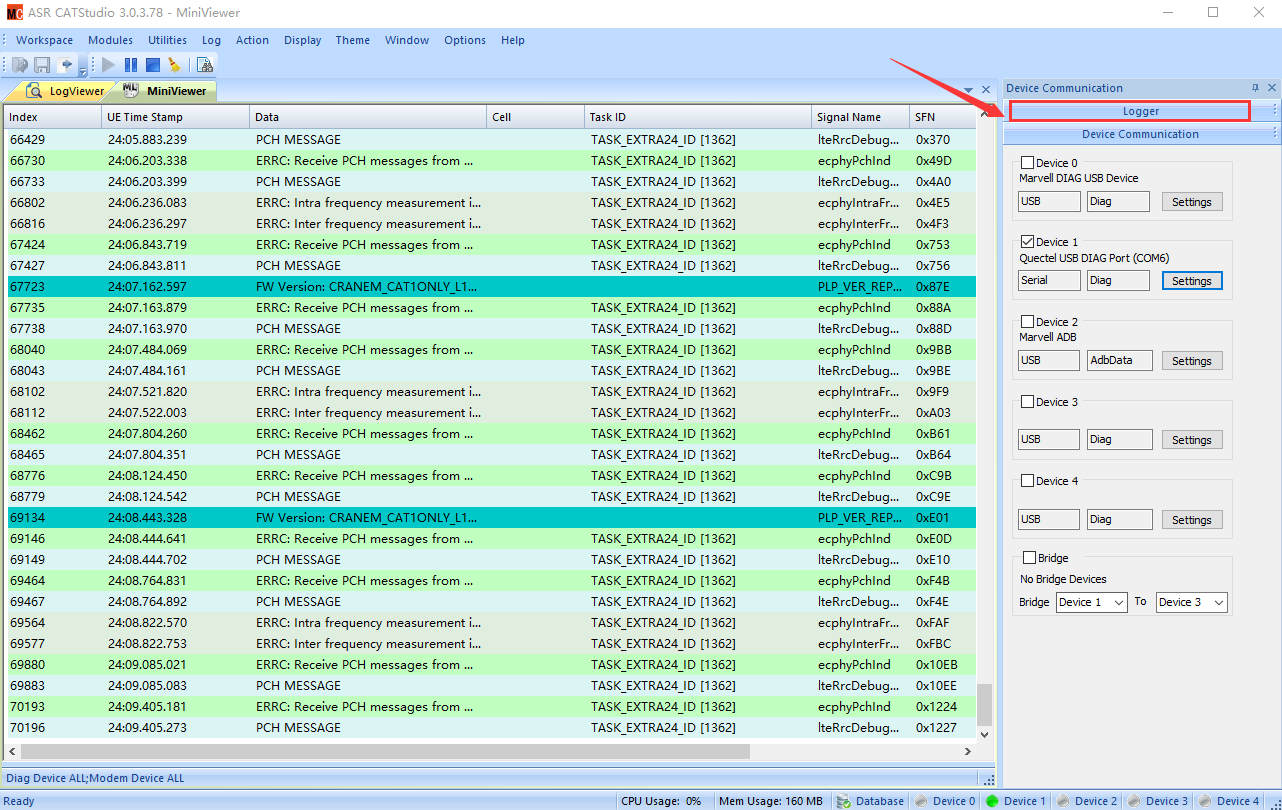 MC ASR CATStudio 3.0.3.78 - MiniViewer
Workspace Modules Utilities Log Action Display Theme Window Options Help
LogViewer ML MiniViewer
Index UE Time Stamp Data Cell Task ID Signal Name SFN
66429 24:05.883.239 PCH MESSAGE TASK_EXTRA24_ID [1362] lteRrcDebug... 0x370
66730 24:06.203.338 ERRC: Receive PCH messages from ... TASK_EXTRA24_ID [1362] ecphyPchInd 0x49D
66733 24:06.203.399 PCH MESSAGE TASK_EXTRA24_ID [1362] lteRrcDebug... 0x4A0
66802 24:06.236.083 ERRC: Intra frequency measurement i... TASK_EXTRA24_ID [1362] ecphyIntraFr... 0x4E5
66816 24:06.236.297 ERRC: Inter frequency measurement i... TASK_EXTRA24_ID [1362] ecphyInterFr... 0x4F3
67424 24:06.843.719 ERRC: Receive PCH messages from ... TASK_EXTRA24_ID [1362] ecphyPchInd 0x753
67427 24:06.843.811 PCH MESSAGE TASK_EXTRA24_ID [1362] lteRrcDebug... 0x756
67723 24:07.162.597 FW Version: CRANEM_CAT1ONLY_L1... PLP_VER_REP... 0x87E
67735 24:07.163.879 ERRC: Receive PCH messages from ... TASK_EXTRA24_ID [1362] ecphyPchInd 0x88A
67738 24:07.163.970 PCH MESSAGE TASK_EXTRA24_ID [1362] lteRrcDebug... 0x88D
68040 24:07.484.069 ERRC: Receive PCH messages from ... TASK_EXTRA24_ID [1362] ecphyPchInd 0x9BB
68043 24:07.484.161 PCH MESSAGE TASK_EXTRA24_ID [1362] lteRrcDebug... 0x9BE
68102 24:07.521.820 ERRC: Intra frequency measurement i... TASK_EXTRA24_ID [1362] ecphyIntraFr... 0x9F9
68112 24:07.522.003 ERRC: Inter frequency measurement i... TASK_EXTRA24_ID [1362] ecphyInterFr... 0xA03
68462 24:07.804.260 ERRC: Receive PCH messages from ... TASK_EXTRA24_ID [1362] ecphyPchInd 0xB61
68465 24:07.804.351 PCH MESSAGE TASK_EXTRA24_ID [1362] lteRrcDebug... 0xB64
68776 24:08.124.450 ERRC: Receive PCH messages from ... TASK_EXTRA24_ID [1362] ecphyPchInd 0xC9B
68779 24:08.124.542 PCH MESSAGE TASK_EXTRA24_ID [1362] lteRrcDebug... 0xC9E
69134 24:08.443.328 FW Version: CRANEM_CAT1ONLY_L1... PLP_VER_REP... 0xE01
69146 24:08.444.641 ERRC: Receive PCH messages from ... TASK_EXTRA24_ID [1362] ecphyPchInd 0xE0D
69149 24:08.444.702 PCH MESSAGE TASK_EXTRA24_ID [1362] lteRrcDebug... 0xE10
69464 24:08.764.831 ERRC: Receive PCH messages from ... TASK_EXTRA24_ID [1362] ecphyPchInd 0xF4B
69467 24:08.764.892 PCH MESSAGE TASK_EXTRA24_ID [1362] lteRrcDebug... 0xF4E
69564 24:08.822.570 ERRC: Intra frequency measurement i... TASK_EXTRA24_ID [1362] ecphyIntraFr... 0xFAF
69577 24:08.822.753 ERRC: Inter frequency measurement i... TASK_EXTRA24_ID [1362] ecphyInterFr... 0xFBC
69880 24:09.085.021 ERRC: Receive PCH messages from ... TASK_EXTRA24_ID [1362] ecphyPchInd 0x10EB
69883 24:09.085.083 PCH MESSAGE TASK_EXTRA24_ID [1362] lteRrcDebug... 0x10EE
70193 24:09.405.181 ERRC: Receive PCH messages from ... TASK_EXTRA24_ID [1362] ecphyPchInd 0x1224
70196 24:09.405.273 PCH MESSAGE TASK_EXTRA24_ID [1362] lteRrcDebug... 0x1227
Diag Device ALL;Modem Device ALL
Device Communication
Logger
Device Communication
Device 0
Marvell DIAG USB Device
USB Diag Settings
Device 1
Quectel USB DIAG Port (COM6)
Serial Diag Settings
Device 2
Marvell ADB
USB AdbData Settings
Device 3
USB Diag Settings
Device 4
USB Diag Settings
Bridge
No Bridge Devices
Bridge Device 1 To Device 3
Ready CPU Usage: 0% Mem Usage: 160 MB Database Device 0 Device 1 Device 2 Device 3 Device 4